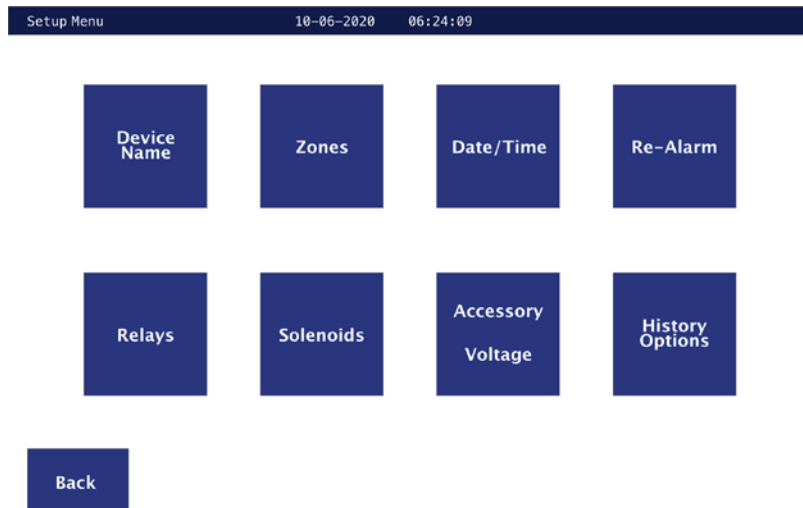 Setup Menu 10-06-2020 06:24:09
Device
Name
Zones
Date/Time
Re-Alarm
Relays
Solenoids
Accessory
Voltage
History
Options
Back